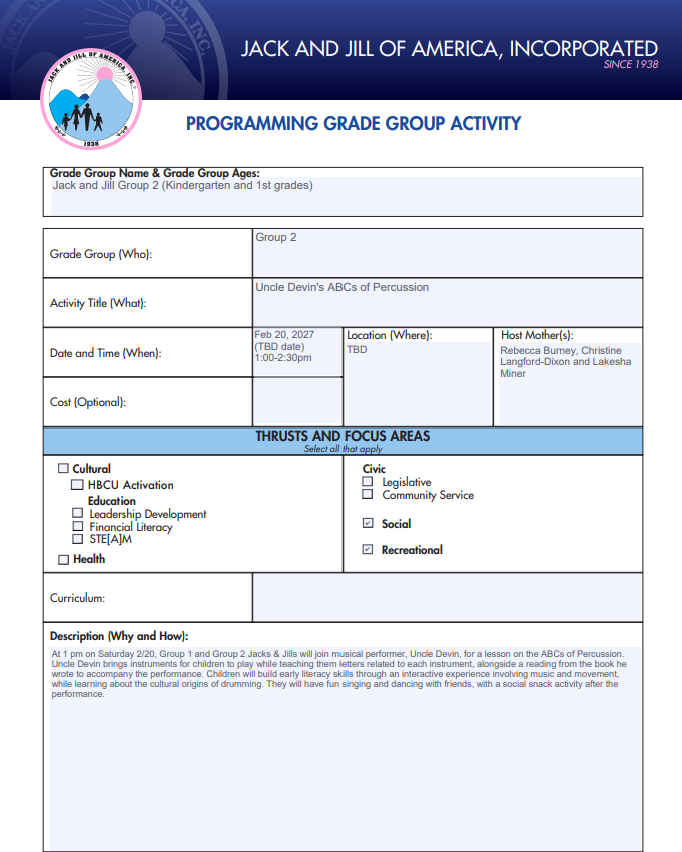 JACK AND JILL OF AMERICA, INCORPORATED
SINCE 1938
JACK AND JILL OF AMERICA, INC.
1938
PROGRAMMING GRADE GROUP ACTIVITY
Grade Group Name & Grade Group Ages:
Jack and Jill Group 2 (Kindergarten and 1st grades)
Grade Group (Who):
Group 2
Activity Title (What):
Uncle Devin's ABCs of Percussion
Date and Time (When):
Feb 20, 2027
(TBD date)
1:00-2:30pm
Location (Where):
TBD
Host Mother(s):
Rebecca Burney, Christine
Langford-Dixon and Lakesha
Miner
Cost (Optional):
THRUSTS AND FOCUS AREAS
Select all that apply
Cultural
HBCU Activation
Education
Leadership Development
Financial Literacy
STE[A]M
Health
Civic
Legislative
Community Service
Social
Recreational
Curriculum:
Description (Why and How):
At 1 pm on Saturday 2/20, Group 1 and Group 2 Jacks & Jills will join musical performer, Uncle Devin, for a lesson on the ABCs of Percussion.
Uncle Devin brings instruments for children to play while teaching them letters related to each instrument, alongside a reading from the book he
wrote to accompany the performance. Children will build early literacy skills through an interactive experience involving music and movement,
while learning about the cultural origins of drumming. They will have fun singing and dancing with friends, with a social snack activity after the
performance.